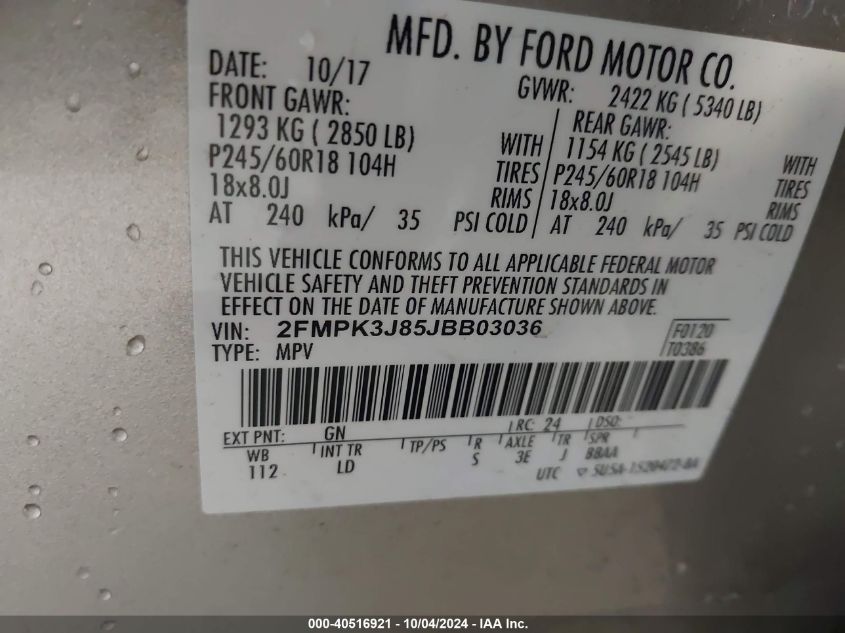 MFD. BY FORD MOTOR CO.
DATE: 10/17 GVWR: 2422 KG ( 5340 LB)
FRONT GAWR: REAR GAWR:
1293 KG ( 2850 LB) WITH 1154 KG ( 2545 LB) WITH
P245/60R18 104H TIRES P245/60R18 104H TIRES
18x8.0J RIMS 18x8.0J RIMS
AT 240 kPa/ 35 PSI COLD AT 240 kPa/ 35 PSI COLD
THIS VEHICLE CONFORMS TO ALL APPLICABLE FEDERAL MOTOR
VEHICLE SAFETY AND THEFT PREVENTION STANDARDS IN
EFFECT ON THE DATE OF MANUFACTURE SHOWN ABOVE.
VIN: 2FMPK3J85JBB03036 F0120
TYPE: MPV T0386
EXT PNT: GN RC: 24 DSO:
WB INT TR TP/PS R AXLE TR SPR
112 LD S 3E J BBAA
UTC
000-40516921 - 10/04/2024 - IAA Inc.